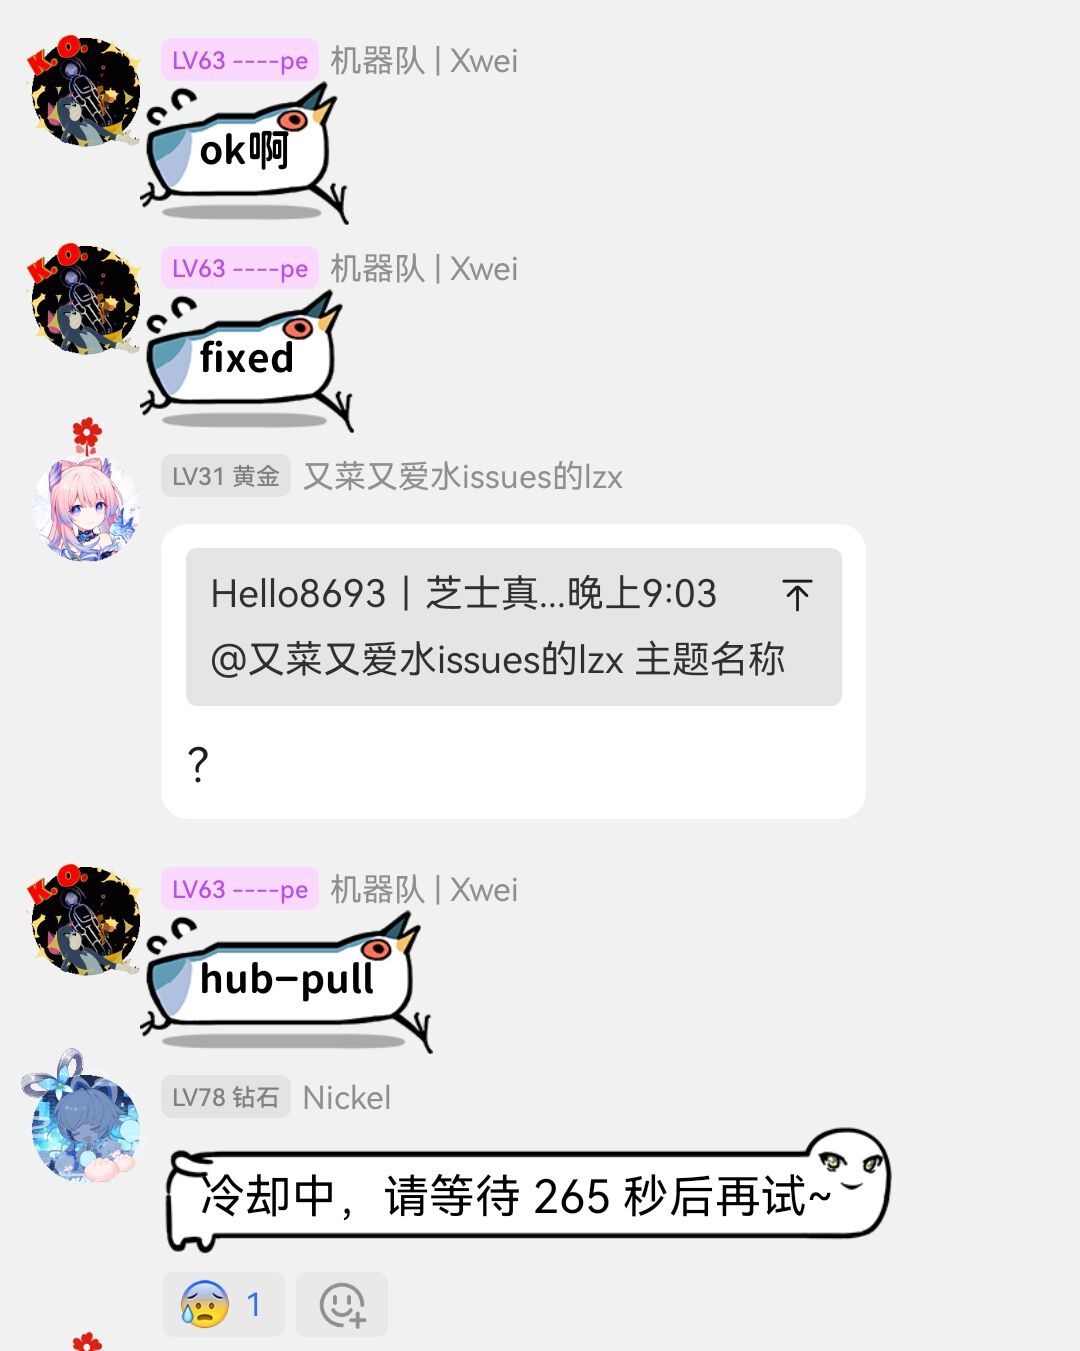 K.O.
LV63 ----pe 机器队 | Xwei
ok啊
K.O.
LV63 ----pe 机器队 | Xwei
fixed
LV31 黄金 又菜又爱水issues的lzx
Hello8693 | 芝士真...晚上9:03
@又菜又爱水issues的lzx 主题名称
?
K.O.
LV63 ----pe 机器队 | Xwei
hub-pull
LV78 钻石 Nickel
冷却中，请等待 265 秒后再试~
1